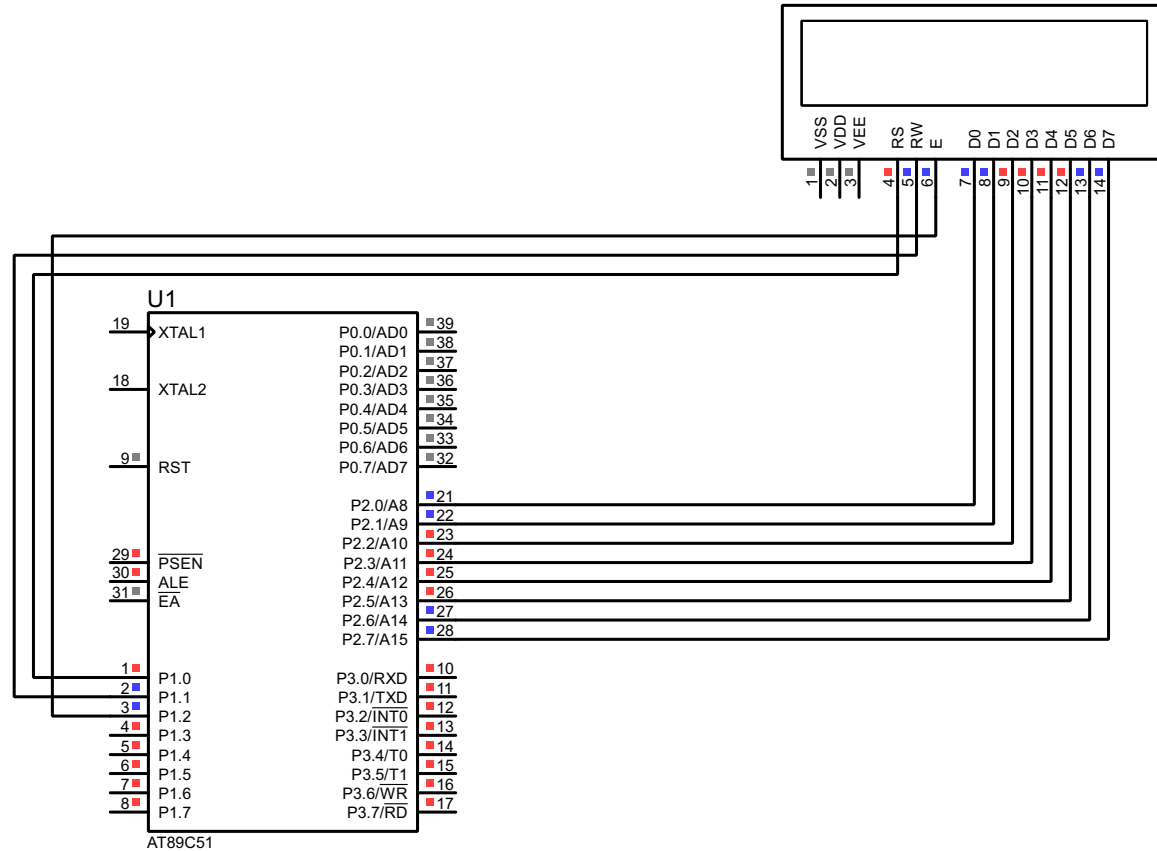 VSS VDD VEE RS RW E D0 D1 D2 D3 D4 D5 D6 D7
1 2 3 4 5 6 7 8 9 10 11 12 13 14
U1
19 XTAL1 P0.0/AD0 39
P0.1/AD1 38
P0.2/AD2 37
18 XTAL2 P0.3/AD3 36
P0.4/AD4 35
P0.5/AD5 34
P0.6/AD6 33
9 RST P0.7/AD7 32
P2.0/A8 21
P2.1/A9 22
P2.2/A10 23
29 PSEN P2.3/A11 24
30 ALE P2.4/A12 25
31 EA P2.5/A13 26
P2.6/A14 27
P2.7/A15 28
1 P1.0 P3.0/RXD 10
2 P1.1 P3.1/TXD 11
3 P1.2 P3.2/INT0 12
4 P1.3 P3.3/INT1 13
5 P1.4 P3.4/T0 14
6 P1.5 P3.5/T1 15
7 P1.6 P3.6/WR 16
8 P1.7 P3.7/RD 17
AT89C51